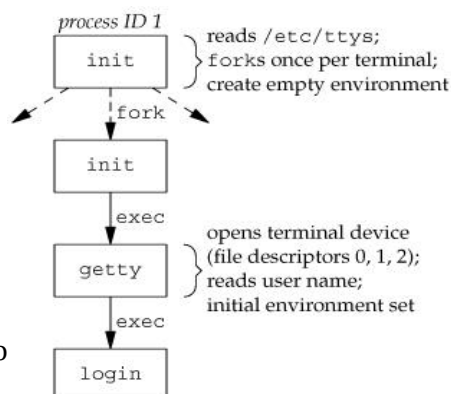 process ID 1
init
reads /etc/ttys;
forks once per terminal;
create empty environment
fork
init
exec
getty
opens terminal device
(file descriptors 0, 1, 2);
reads user name;
initial environment set
exec
login